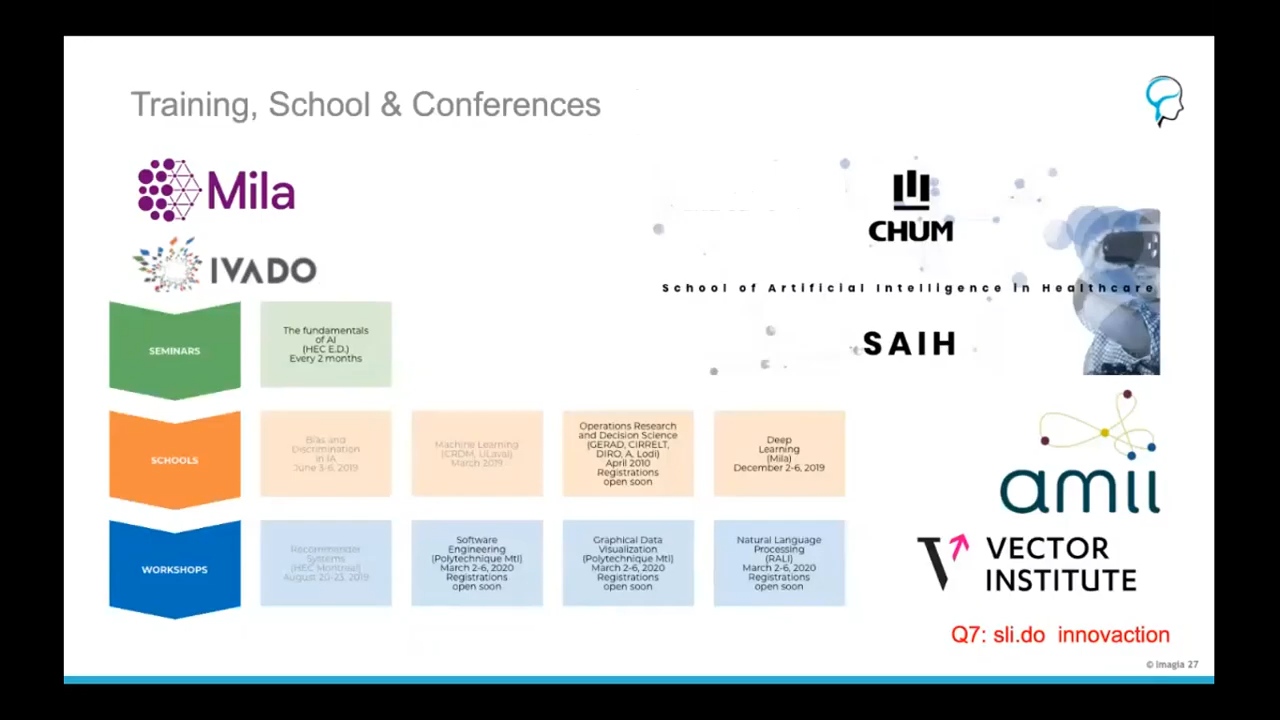 Training, School & Conferences
Mila
IVADO
CHUM
School of Artificial Intelligence in Healthcare
SAIH
SEMINARS
The fundamentals
of AI
(HEC E.D.)
Every 2 months
SCHOOLS
Bias and
Discrimination
in IA
June 3-6, 2019
Machine Learning
(CRDM, ULaval)
March 2019
Operations Research
and Decision Science
(GERAD, CIRRELT,
DIRO, A. Lodi)
April 2010
Registrations
open soon
Deep
Learning
(Mila)
December 2-6, 2019
amii
WORKSHOPS
Recommender
Systems
(HEC Montréal)
August 20-23, 2019
Software
Engineering
(Polytechnique Mtl)
March 2-6, 2020
Registrations
open soon
Graphical Data
Visualization
(Polytechnique Mtl)
March 2-6, 2020
Registrations
open soon
Natural Language
Processing
(RALI)
March 2-6, 2020
Registrations
open soon
VECTOR
INSTITUTE
Q7: sli.do innovaction
© Imagia 27